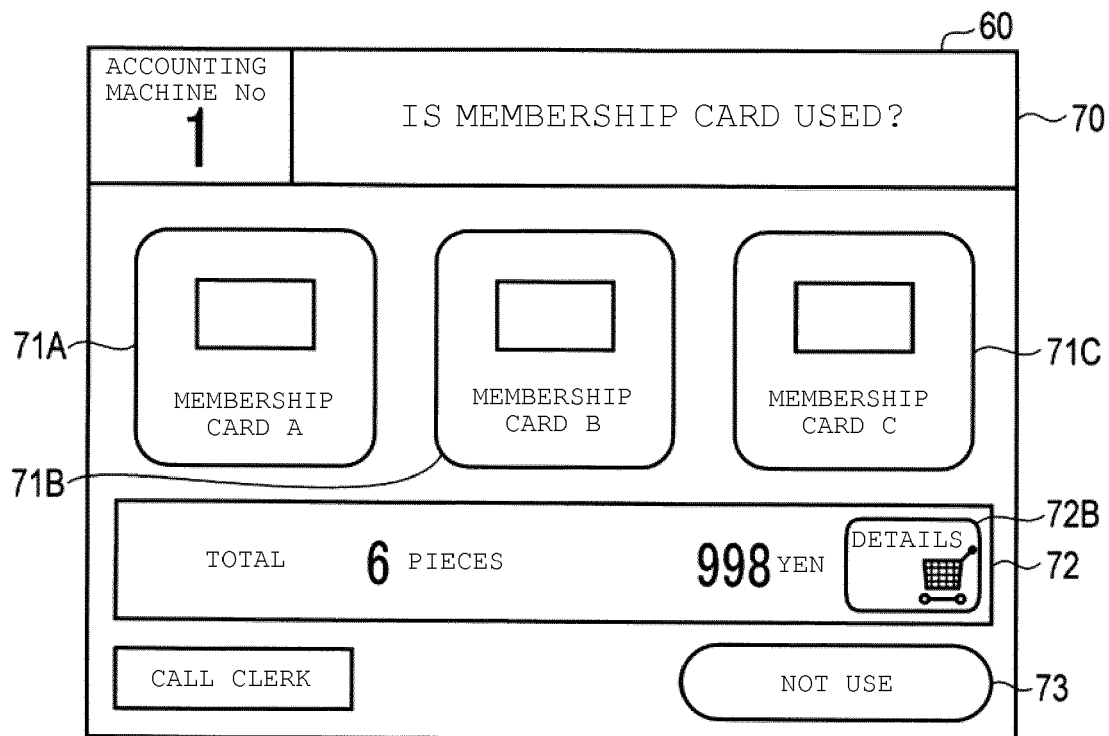 60
ACCOUNTING
MACHINE No
1
IS MEMBERSHIP CARD USED?
70
71A
MEMBERSHIP
CARD A
MEMBERSHIP
CARD B
MEMBERSHIP
CARD C
71C
71B
TOTAL 6 PIECES 998 YEN
DETAILS
72B
72
CALL CLERK
NOT USE
73